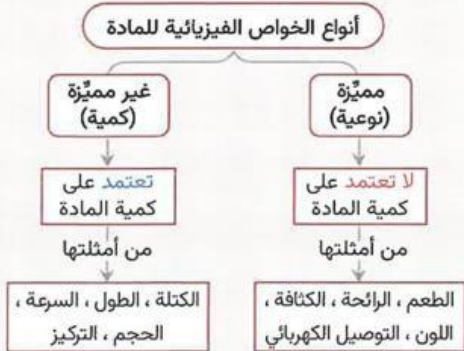 أنواع الخواص الفيزيائية للمادة
مميِّزة
(نوعية)
لا تعتمد على
كمية المادة
من أمثلتها
الطعم ، الرائحة ، الكثافة ،
اللون ، التوصيل الكهربائي
غير مميِّزة
(كمية)
تعتمد على
كمية المادة
من أمثلتها
الكتلة ، الطول ، السرعة ،
الحجم ، التركيز